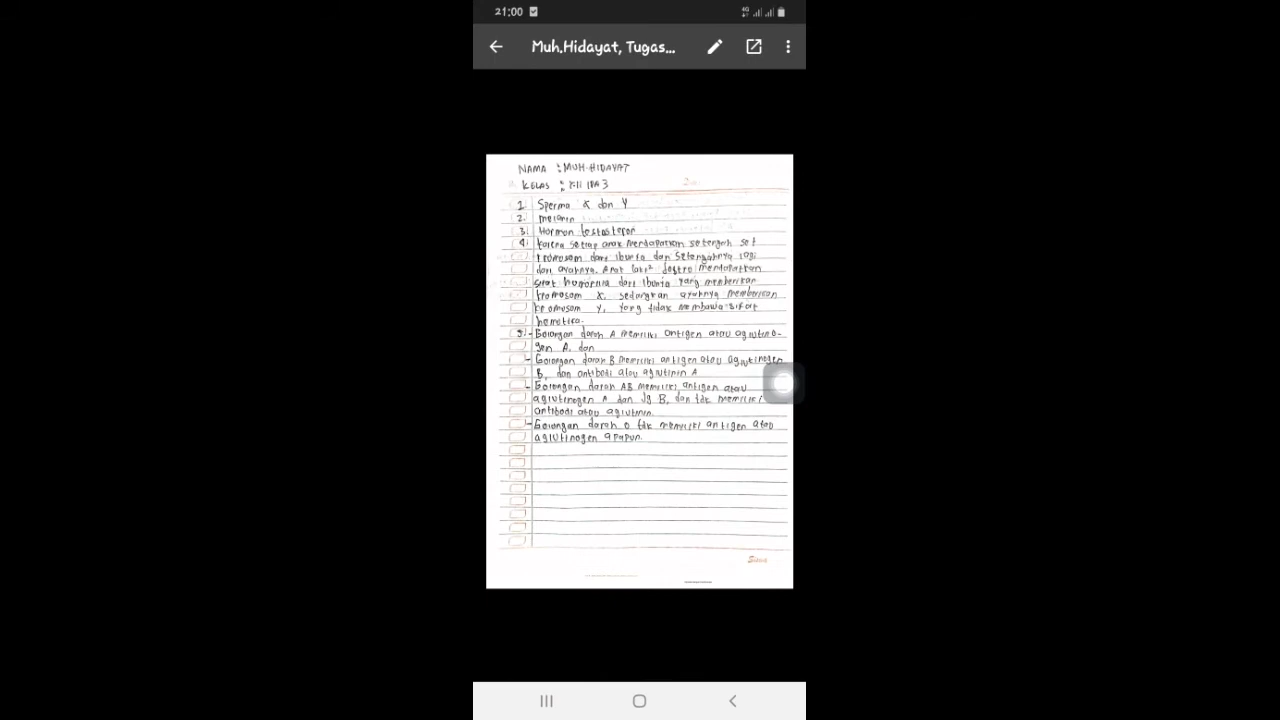 21:00
Muh.Hidayat, Tugas...
NAMA : MUH.HIDAYAT
KELAS : XII IPA 3
1. Sperma X dan Y
2. melanin
3. Hormon testosteron
4. karena setiap anak mendapatkan setengah set
kromosom dari ibunya dan setengahnya lagi
dari ayahnya. Anak laki² justru mendapatkan
sifat hemofilia dari ibunya yang memberikan
kromosom X, sedangkan ayahnya memberikan
kromosom Y, yang tidak membawa sifat
hemofilia.
5. - Golongan darah A memiliki antigen atau aglutino-
gen A, dan
- Golongan darah B memiliki antigen atau aglutinogen
B, dan antibodi atau aglutinin A
- Golongan darah AB memiliki antigen atau
aglutinogen A dan Jg B, dan tdk memiliki
antibodi atau aglutinin.
- Golongan darah O tdk memiliki antigen atau
aglutinogen apapun.